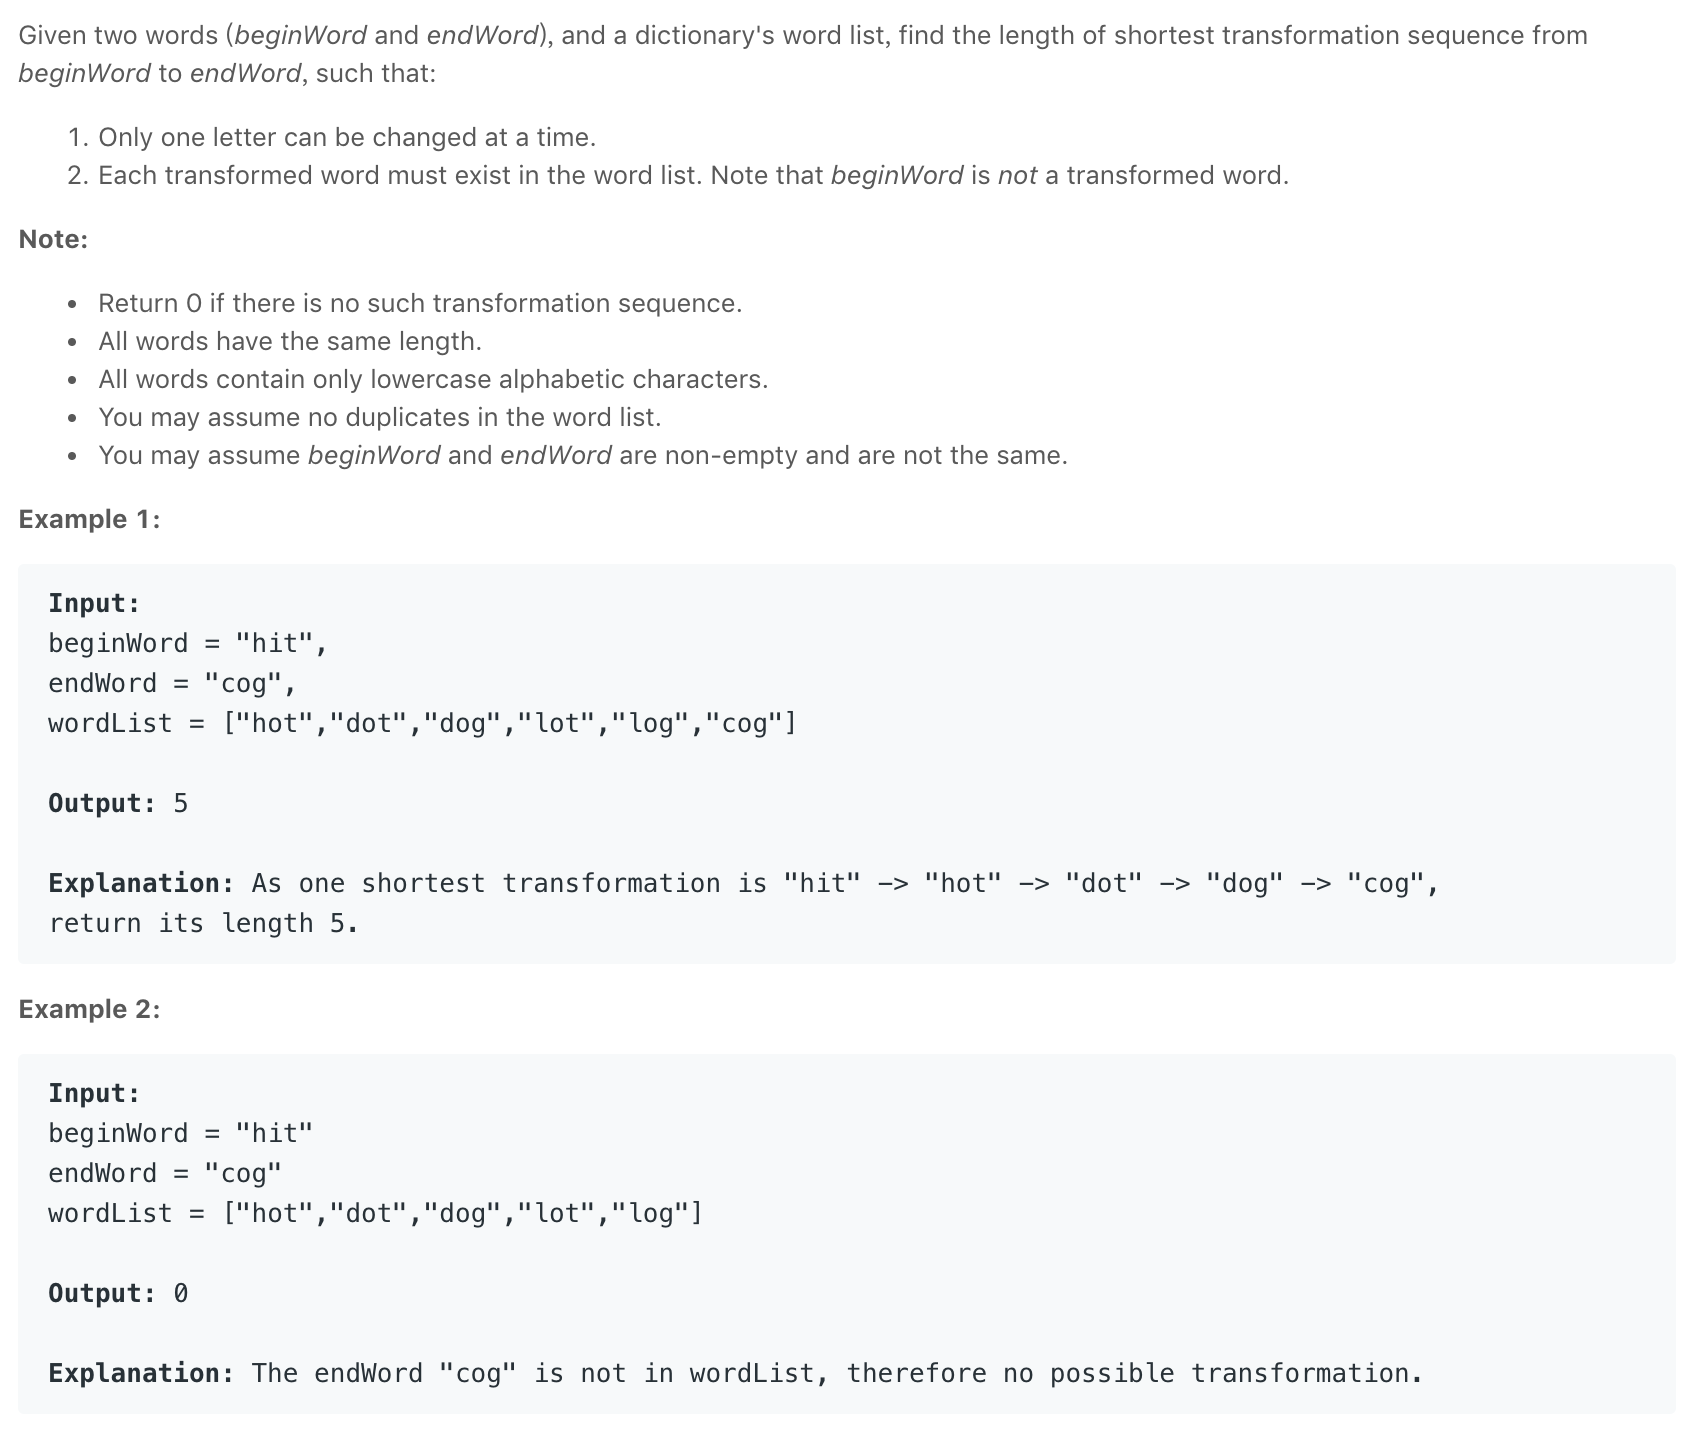 Given two words (beginWord and endWord), and a dictionary's word list, find the length of shortest transformation sequence from
beginWord to endWord, such that:
1. Only one letter can be changed at a time.
2. Each transformed word must exist in the word list. Note that beginWord is not a transformed word.
Note:
• Return 0 if there is no such transformation sequence.
• All words have the same length.
• All words contain only lowercase alphabetic characters.
• You may assume no duplicates in the word list.
• You may assume beginWord and endWord are non-empty and are not the same.
Example 1:
Input:
beginWord = "hit",
endWord = "cog",
wordList = ["hot","dot","dog","lot","log","cog"]
Output: 5
Explanation: As one shortest transformation is "hit" -> "hot" -> "dot" -> "dog" -> "cog",
return its length 5.
Example 2:
Input:
beginWord = "hit"
endWord = "cog"
wordList = ["hot","dot","dog","lot","log"]
Output: 0
Explanation: The endWord "cog" is not in wordList, therefore no possible transformation.